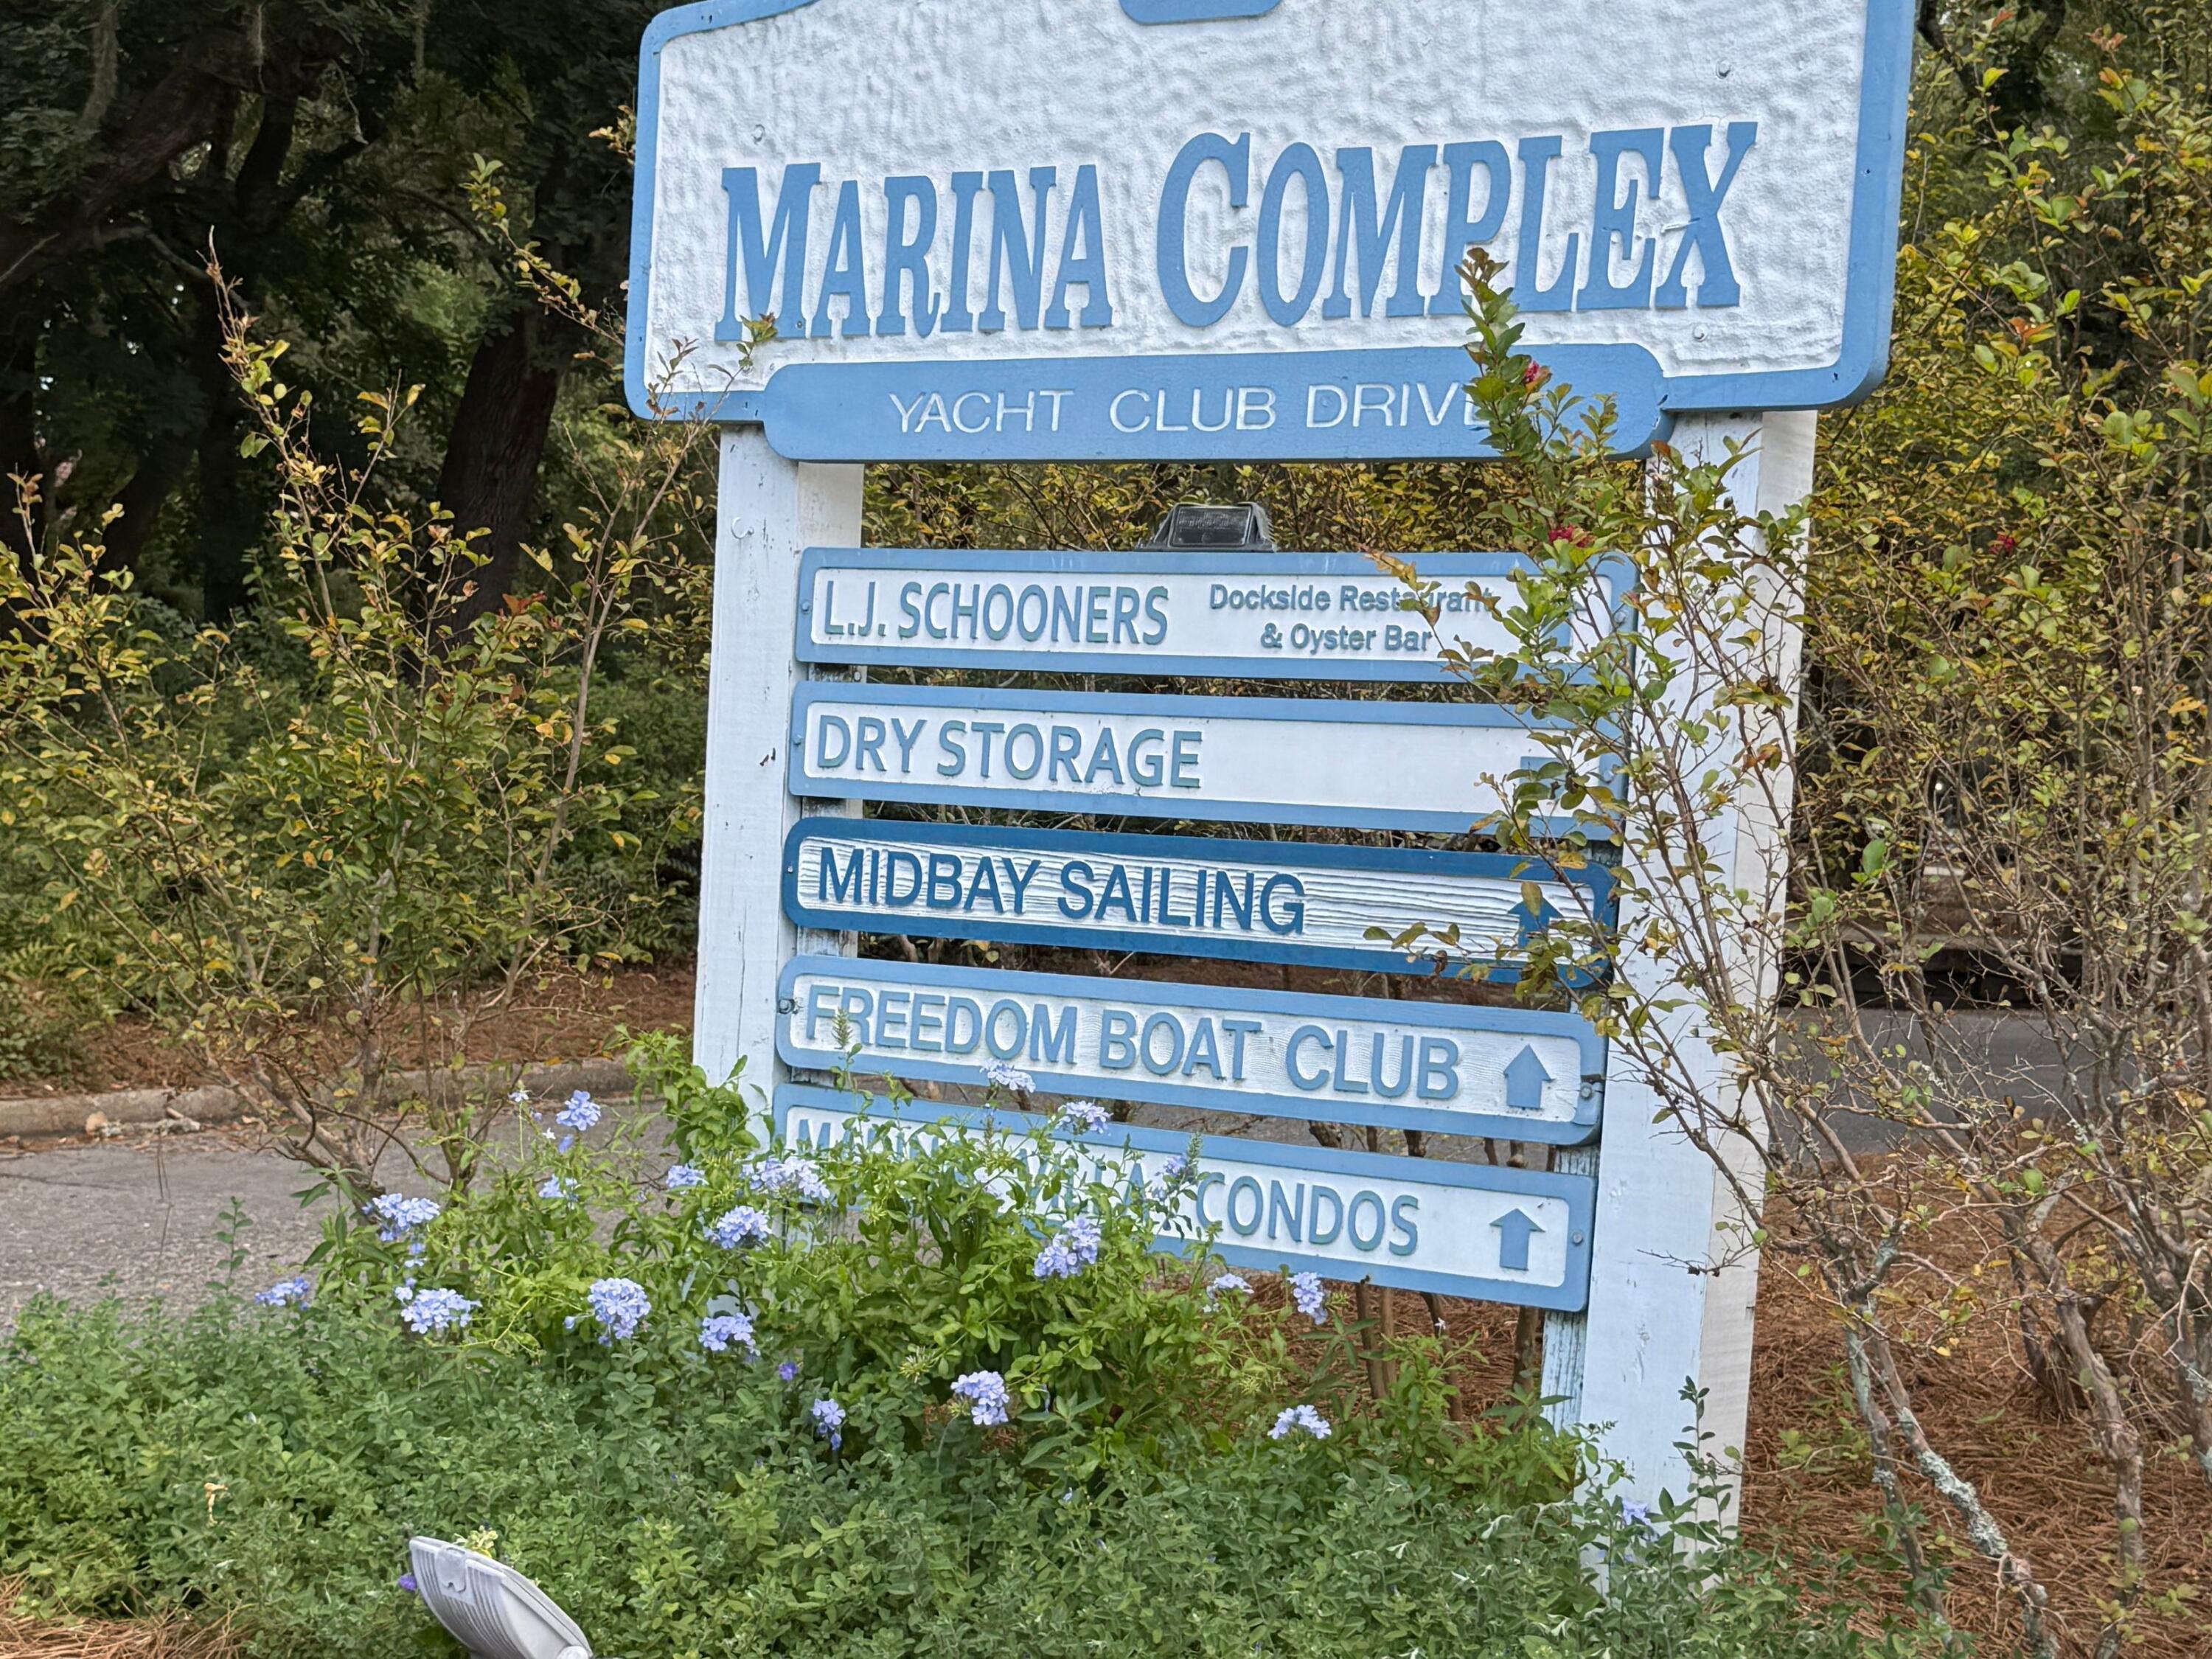 MARINA COMPLEX
YACHT CLUB DRIVE
L.J. SCHOONERS
Dockside Restaurant
& Oyster Bar
DRY STORAGE
MIDBAY SAILING
FREEDOM BOAT CLUB
CONDOS